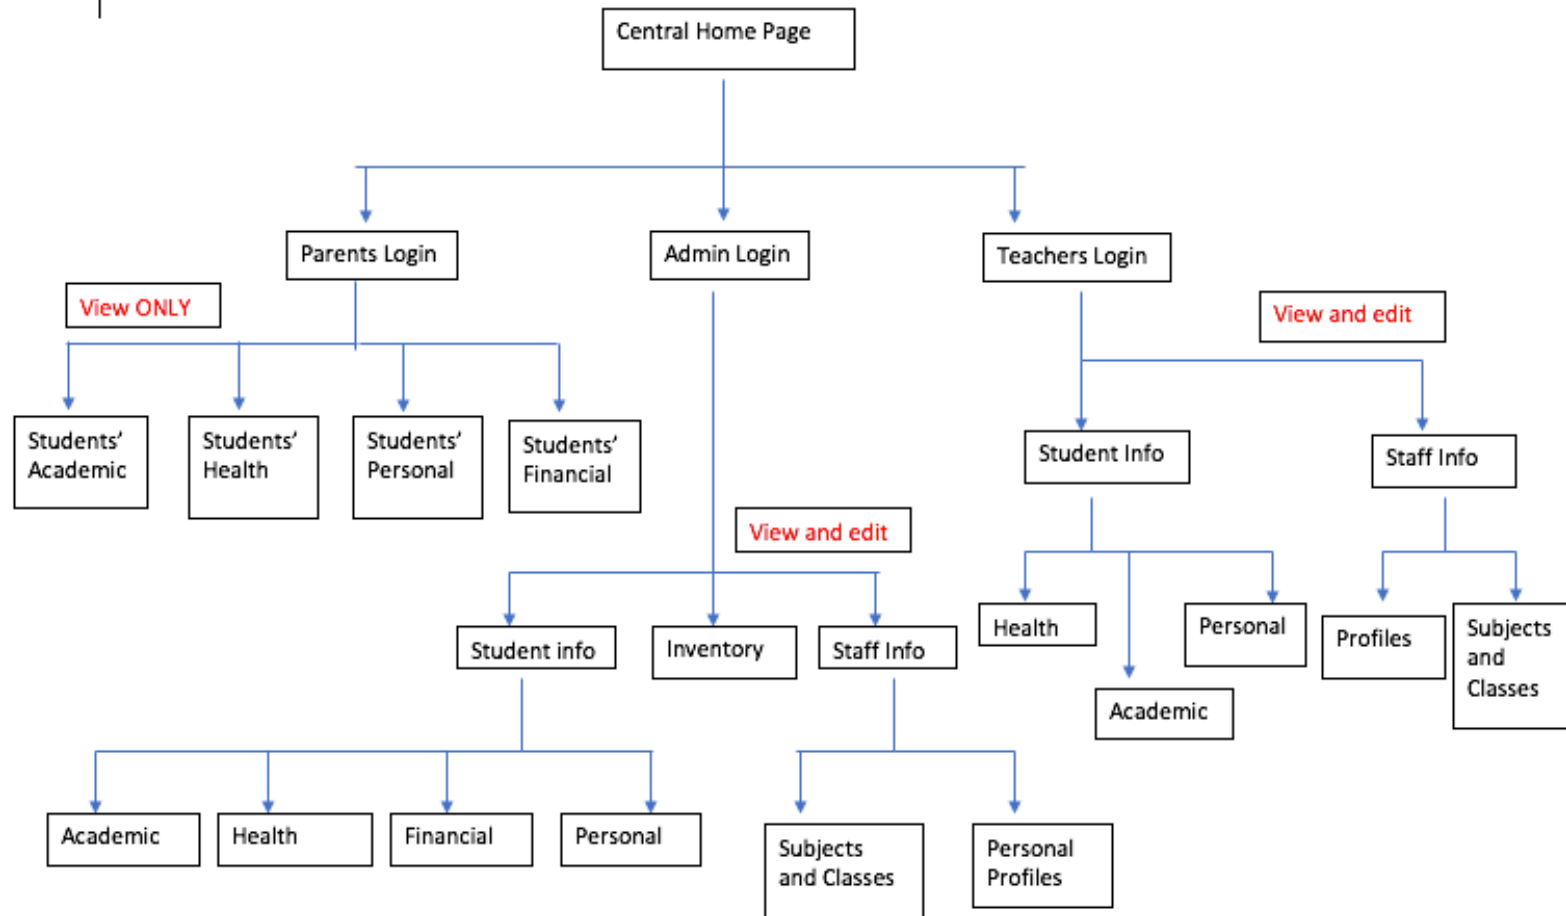 Central Home Page
Parents Login
Admin Login
Teachers Login
View ONLY
View and edit
Students’
Academic
Students’
Health
Students’
Personal
Students’
Financial
Student Info
Staff Info
View and edit
Health
Personal
Profiles
Subjects
and
Classes
Student info
Inventory
Staff Info
Academic
Academic
Health
Financial
Personal
Subjects
and Classes
Personal
Profiles